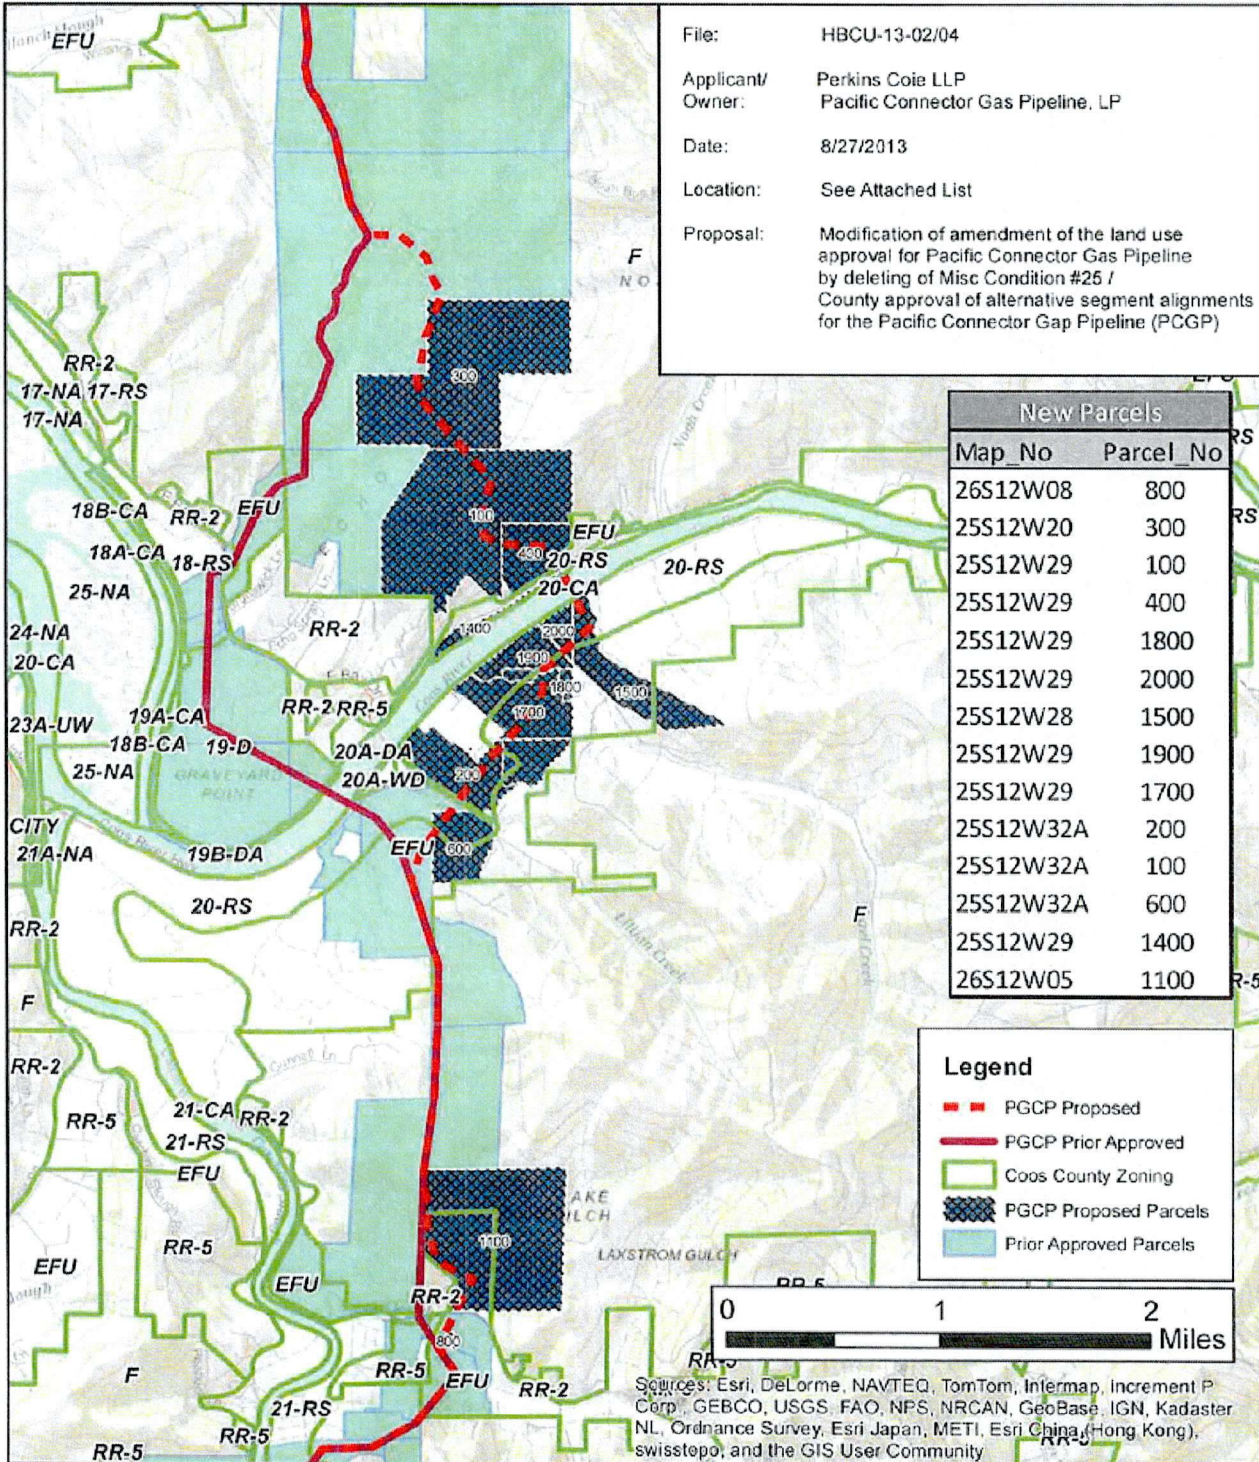 File: HBCU-13-02/04
Applicant/ Perkins Coie LLP
Owner: Pacific Connector Gas Pipeline, LP
Date: 8/27/2013
Location: See Attached List
Proposal: Modification of amendment of the land use
approval for Pacific Connector Gas Pipeline
by deleting of Misc Condition #25 /
County approval of alternative segment alignments
for the Pacific Connector Gap Pipeline (PCGP)
New Parcels
Map_No Parcel_No
26S12W08 800
25S12W20 300
25S12W29 100
25S12W29 400
25S12W29 1800
25S12W29 2000
25S12W28 1500
25S12W29 1900
25S12W29 1700
25S12W32A 200
25S12W32A 100
25S12W32A 600
25S12W29 1400
26S12W05 1100
Legend
PGCP Proposed
PGCP Prior Approved
Coos County Zoning
PGCP Proposed Parcels
Prior Approved Parcels
0 1 2
Miles
Sources: Esri, DeLorme, NAVTEQ, TomTom, Intermap, increment P
Corp., GEBCO, USGS, FAO, NPS, NRCAN, GeoBase, IGN, Kadaster
NL, Ordnance Survey, Esri Japan, METI, Esri China (Hong Kong),
swisstopo, and the GIS User Community
EFU
F
RR-2
17-NA 17-RS
17-NA
300
18B-CA
RR-2
EFU
100
400
EFU
18A-CA
18-RS
20-RS
20-RS
25-NA
20-CA
24-NA
RR-2
1400
2000
20-CA
1900
1800
1500
RR-2 RR-5
1700
23A-UW
19A-CA
18B-CA
19-D
20A-DA
25-NA
GRAVEYARD
POINT
20A-WD
200
CITY
21A-NA
19B-DA
EFU
600
20-RS
RR-2
F
Lillian Creek
F
RR-2
21-CA
RR-2
RR-5
21-RS
EFU
RR-5
1100
LAXSTROM GULCH
EFU
EFU
RR-2
RR-5
800
F
RR-5
EFU
RR-2
RR-5
21-RS
RR-5
RR-5
RR-5